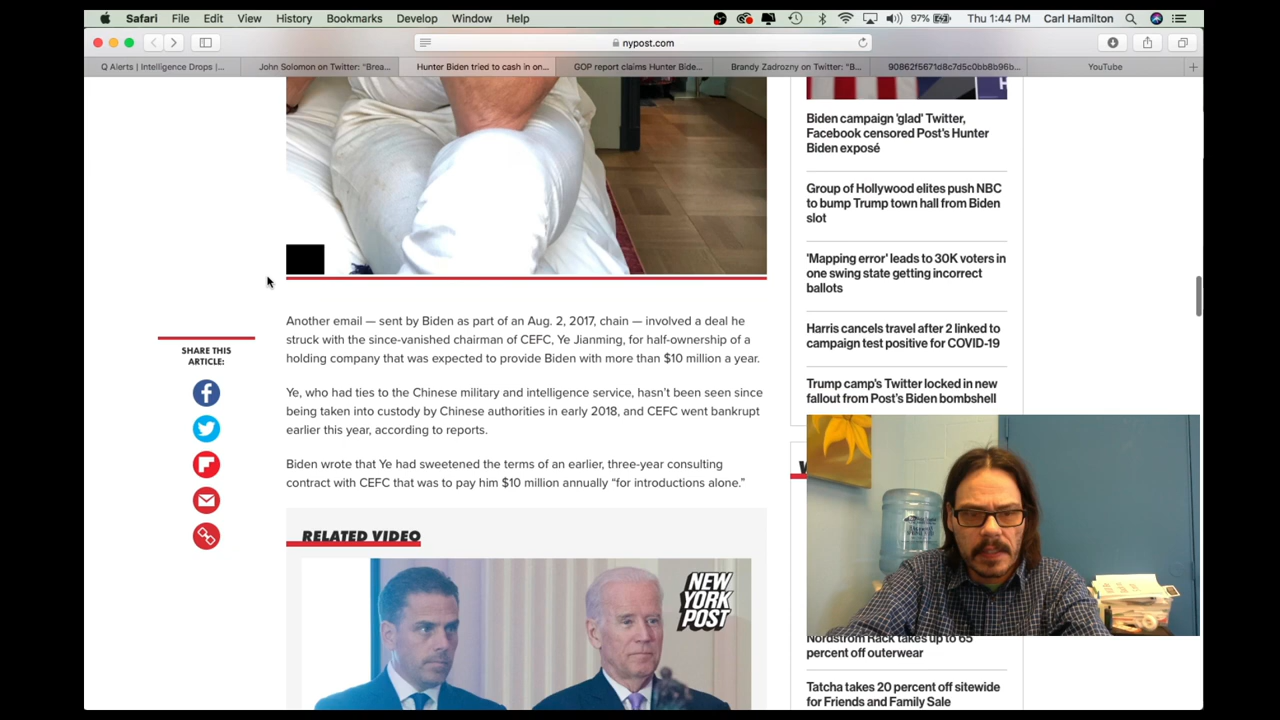 Safari File Edit View History Bookmarks Develop Window Help
97% Thu 1:44 PM Carl Hamilton
nypost.com
Q Alerts | Intelligence Drops |...
John Solomon on Twitter: "Brea...
Hunter Biden tried to cash in on...
GOP report claims Hunter Bide...
Brandy Zadrozny on Twitter: "B...
90862f5671d8c7d5c0bb8b96b...
YouTube
SHARE THIS
ARTICLE:
Another email — sent by Biden as part of an Aug. 2, 2017, chain — involved a deal he
struck with the since-vanished chairman of CEFC, Ye Jianming, for half-ownership of a
holding company that was expected to provide Biden with more than $10 million a year.
Ye, who had ties to the Chinese military and intelligence service, hasn't been seen since
being taken into custody by Chinese authorities in early 2018, and CEFC went bankrupt
earlier this year, according to reports.
Biden wrote that Ye had sweetened the terms of an earlier, three-year consulting
contract with CEFC that was to pay him $10 million annually “for introductions alone.”
RELATED VIDEO
NEW
YORK
POST
Biden campaign 'glad' Twitter,
Facebook censored Post's Hunter
Biden exposé
Group of Hollywood elites push NBC
to bump Trump town hall from Biden
slot
'Mapping error' leads to 30K voters in
one swing state getting incorrect
ballots
Harris cancels travel after 2 linked to
campaign test positive for COVID-19
Trump camp's Twitter locked in new
fallout from Post's Biden bombshell
Nordstrom Rack takes up to 65
percent off outerwear
Tatcha takes 20 percent off sitewide
for Friends and Family Sale